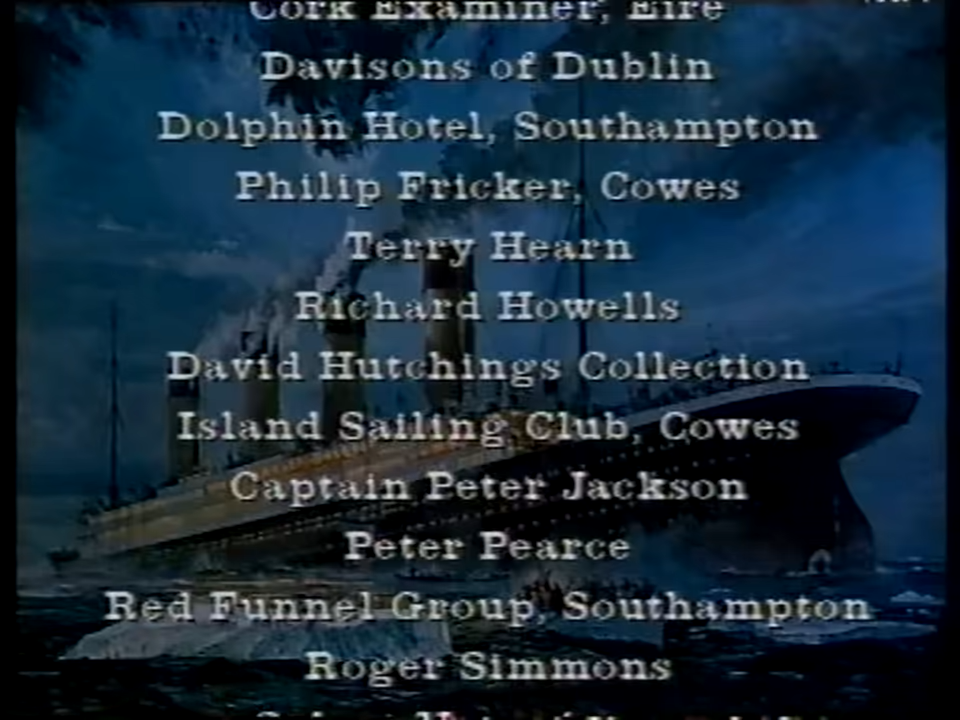 Cork Examiner, Eire
Davisons of Dublin
Dolphin Hotel, Southampton
Philip Fricker, Cowes
Terry Hearn
Richard Howells
David Hutchings Collection
Island Sailing Club, Cowes
Captain Peter Jackson
Peter Pearce
Red Funnel Group, Southampton
Roger Simmons